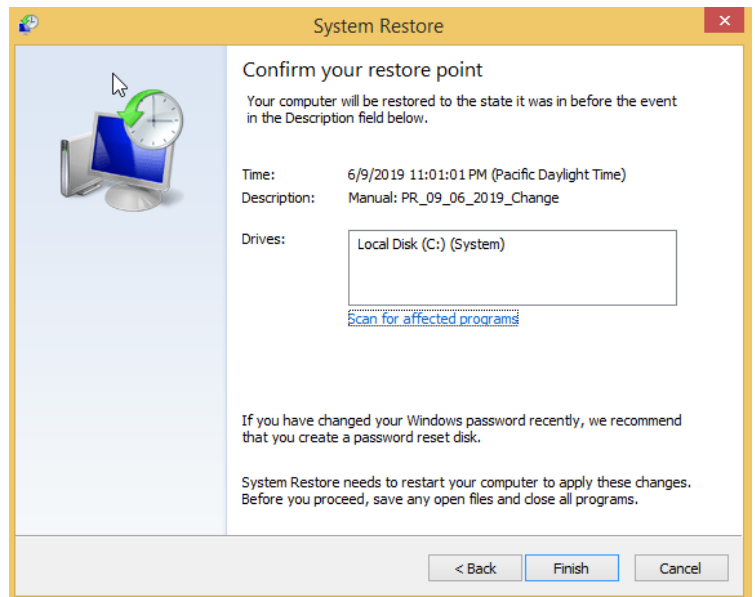 System Restore
Confirm your restore point
Your computer will be restored to the state it was in before the event
in the Description field below.
Time: 6/9/2019 11:01:01 PM (Pacific Daylight Time)
Description: Manual: PR_09_06_2019_Change
Drives:
Local Disk (C:) (System)
Scan for affected programs
If you have changed your Windows password recently, we recommend
that you create a password reset disk.
System Restore needs to restart your computer to apply these changes.
Before you proceed, save any open files and close all programs.
< Back Finish Cancel